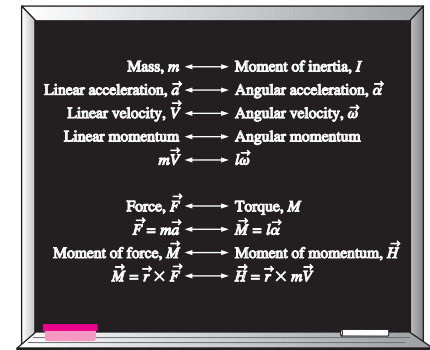 Mass, m ⟷ Moment of inertia, I
Linear acceleration, a⃗ ⟷ Angular acceleration, α⃗
Linear velocity, V⃗ ⟷ Angular velocity, ω⃗
Linear momentum ⟷ Angular momentum
mV⃗ ⟷ Iω⃗
Force, F⃗ ⟷ Torque, M
F⃗ = ma⃗ ⟷ M⃗ = Iα⃗
Moment of force, M⃗ ⟷ Moment of momentum, H⃗
M⃗ = r⃗ × F⃗ ⟷ H⃗ = r⃗ × mV⃗